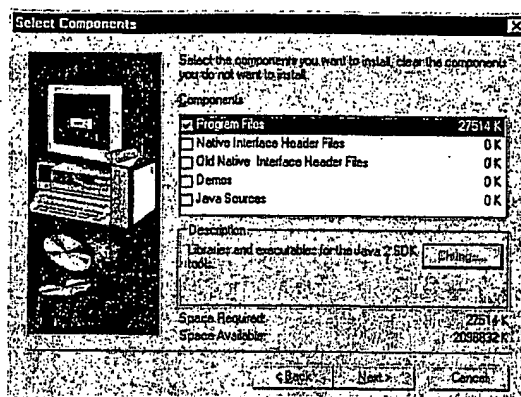 Select Components
Select the components you want to install, clear the components
you do not want to install.
Components
Program Files 27514 K
Native Interface Header Files 0 K
Old Native Interface Header Files 0 K
Demos 0 K
Java Sources 0 K
Description
Libraries and executables for the Java 2 SDK
tools.
Change...
Space Required: 27514 K
Space Available: 2096832 K
< Back
Next >
Cancel